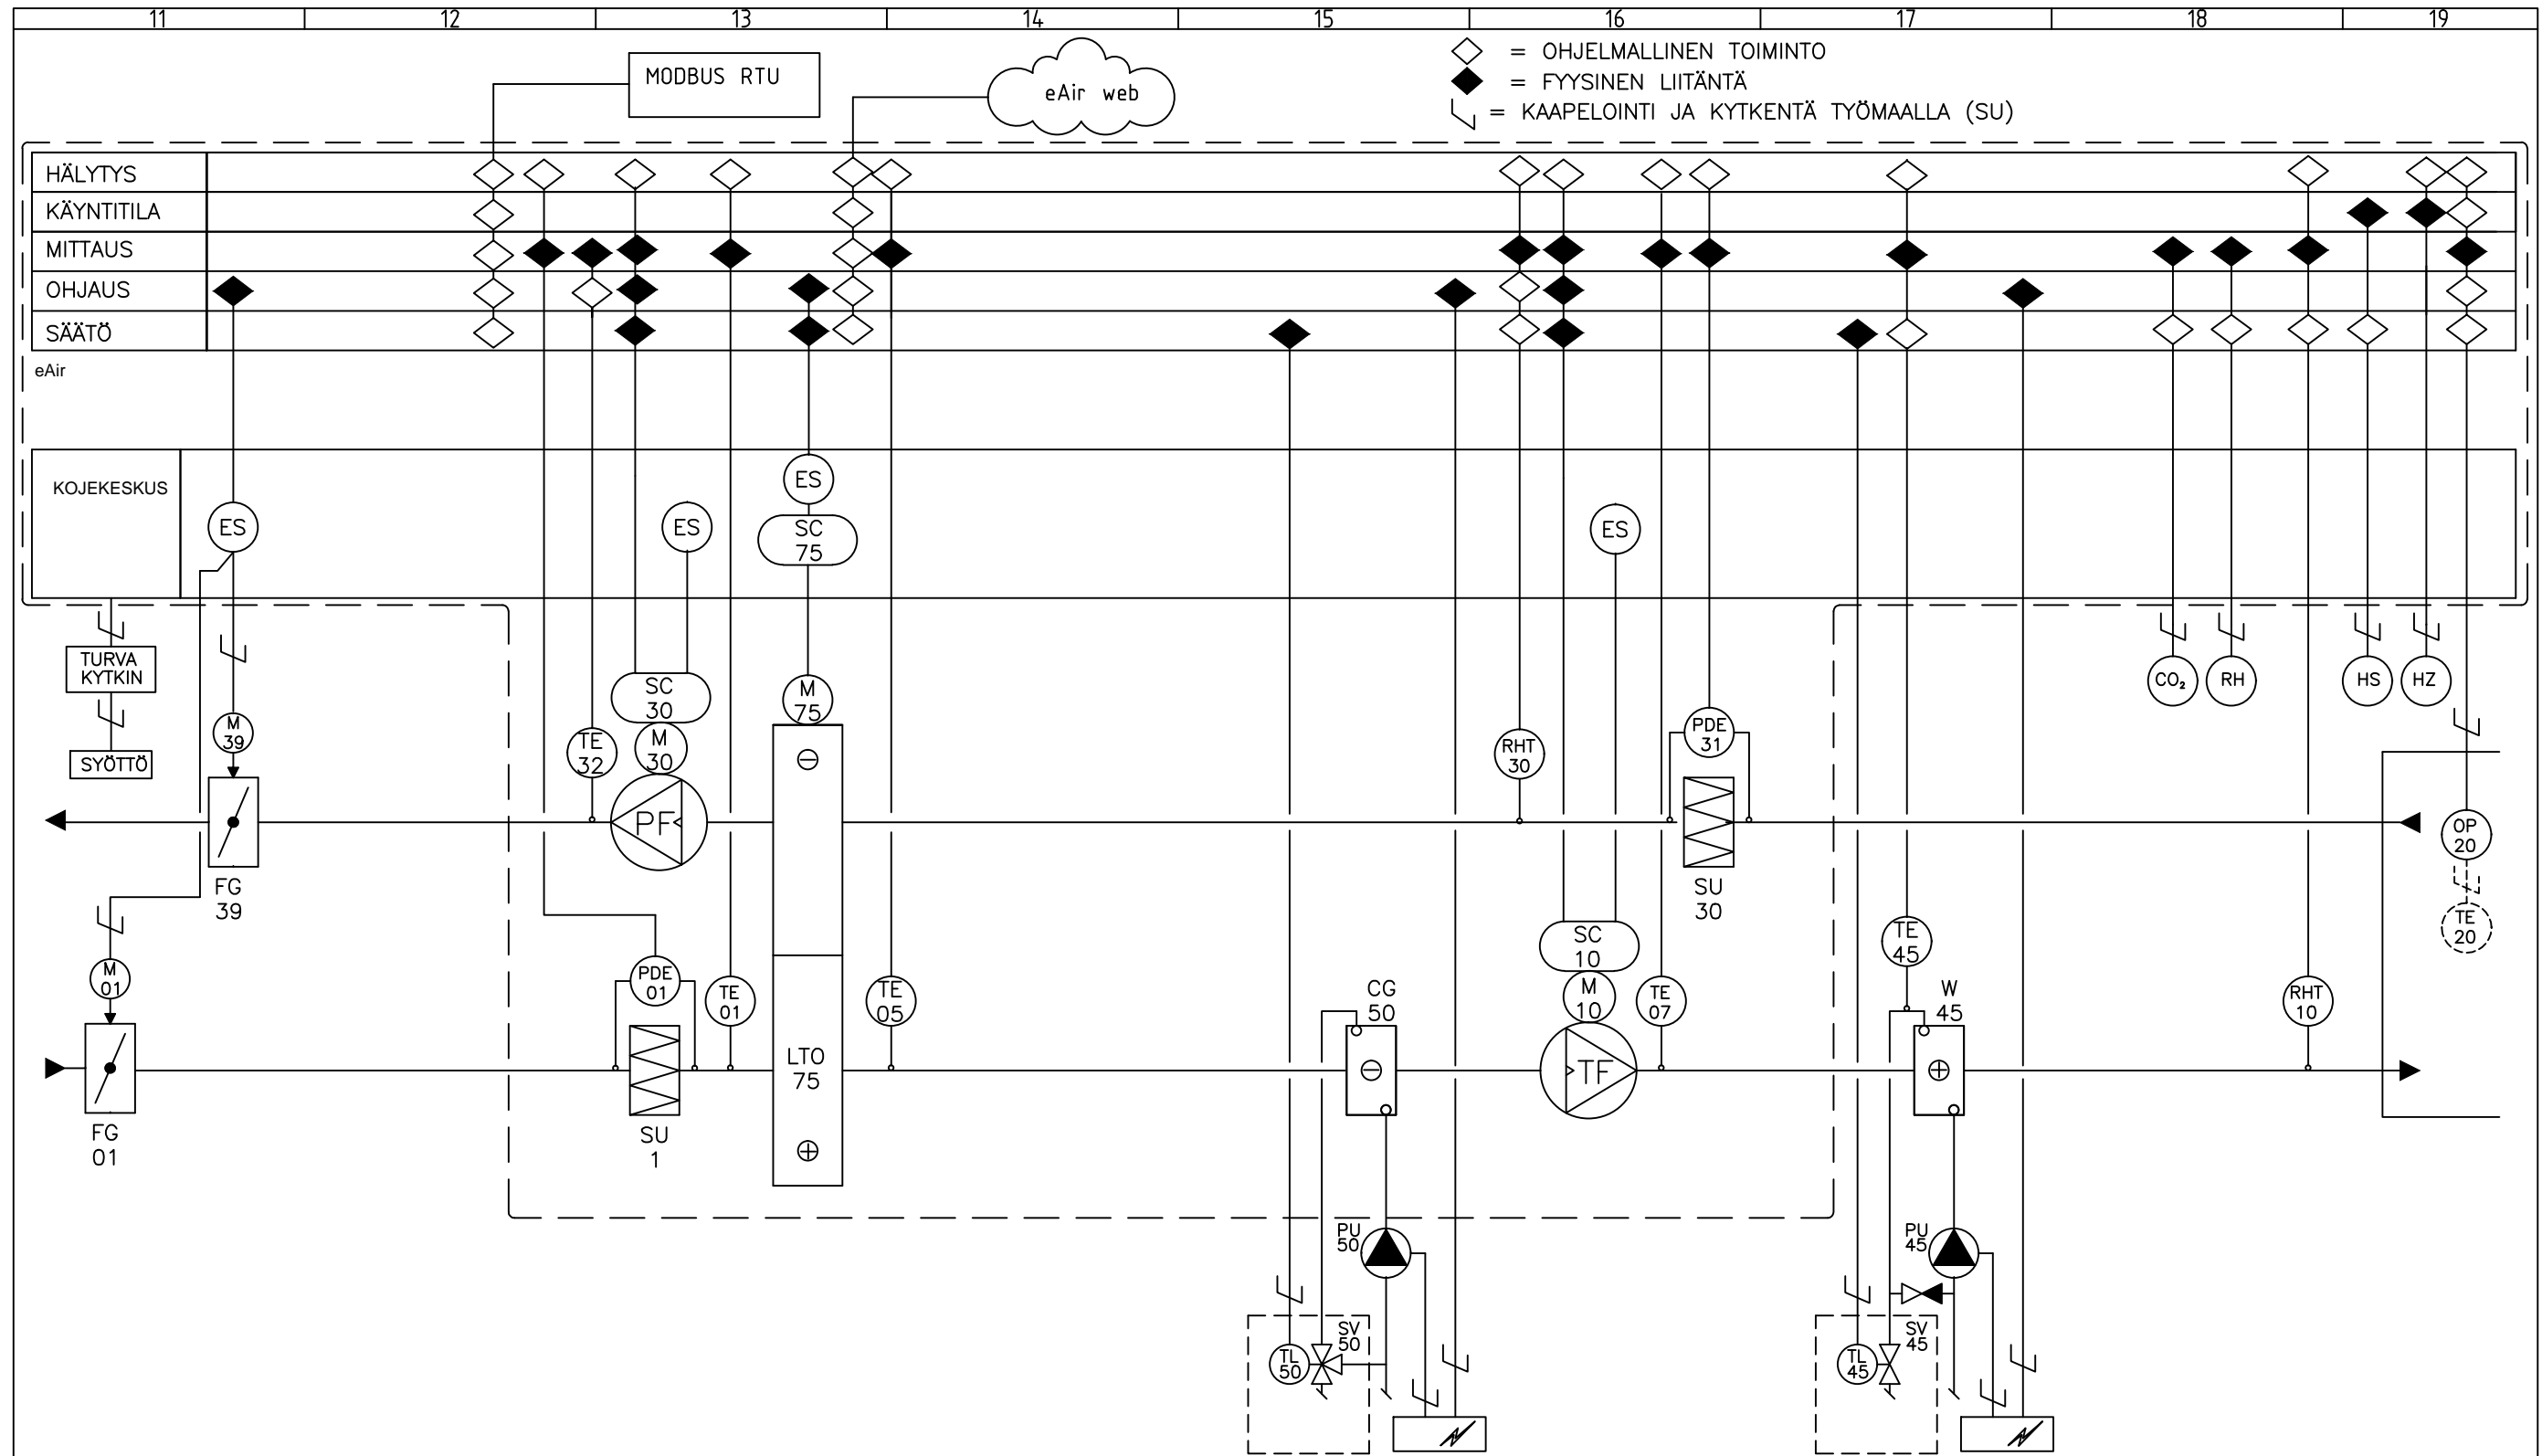 11 12 13 14 15 16 17 18 19
MODBUS RTU
eAir web
= OHJELMALLINEN TOIMINTO
= FYYSINEN LIITÄNTÄ
= KAAPELOINTI JA KYTKENTÄ TYÖMAALLA (SU)
HÄLYTYS
KÄYNTITILA
MITTAUS
OHJAUS
SÄÄTÖ
eAir
KOJEKESKUS
ES
ES
ES
SC
75
ES
TURVA
KYTKIN
SYÖTTÖ
M
39
FG
39
M
01
FG
01
TE
32
SC
30
M
30
PF
M
75
PDE
01
SU
1
TE
01
LTO
75
TE
05
RHT
30
PDE
31
SU
30
CG
50
SC
10
M
10
TF
TE
07
TE
45
W
45
CO₂
RH
HS
HZ
RHT
10
OP
20
TE
20
PU
50
SV
50
TL
50
PU
45
SV
45
TL
45